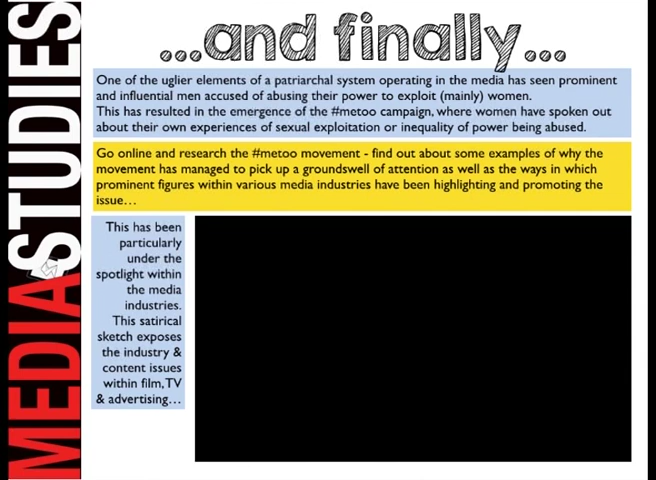 MEDIASTUDIES
...and finally...
One of the uglier elements of a patriarchal system operating in the media has seen prominent
and influential men accused of abusing their power to exploit (mainly) women.
This has resulted in the emergence of the #metoo campaign, where women have spoken out
about their own experiences of sexual exploitation or inequality of power being abused.
Go online and research the #metoo movement - find out about some examples of why the
movement has managed to pick up a groundswell of attention as well as the ways in which
prominent figures within various media industries have been highlighting and promoting the
issue...
This has been
particularly
under the
spotlight within
the media
industries.
This satirical
sketch exposes
the industry &
content issues
within film, TV
& advertising...